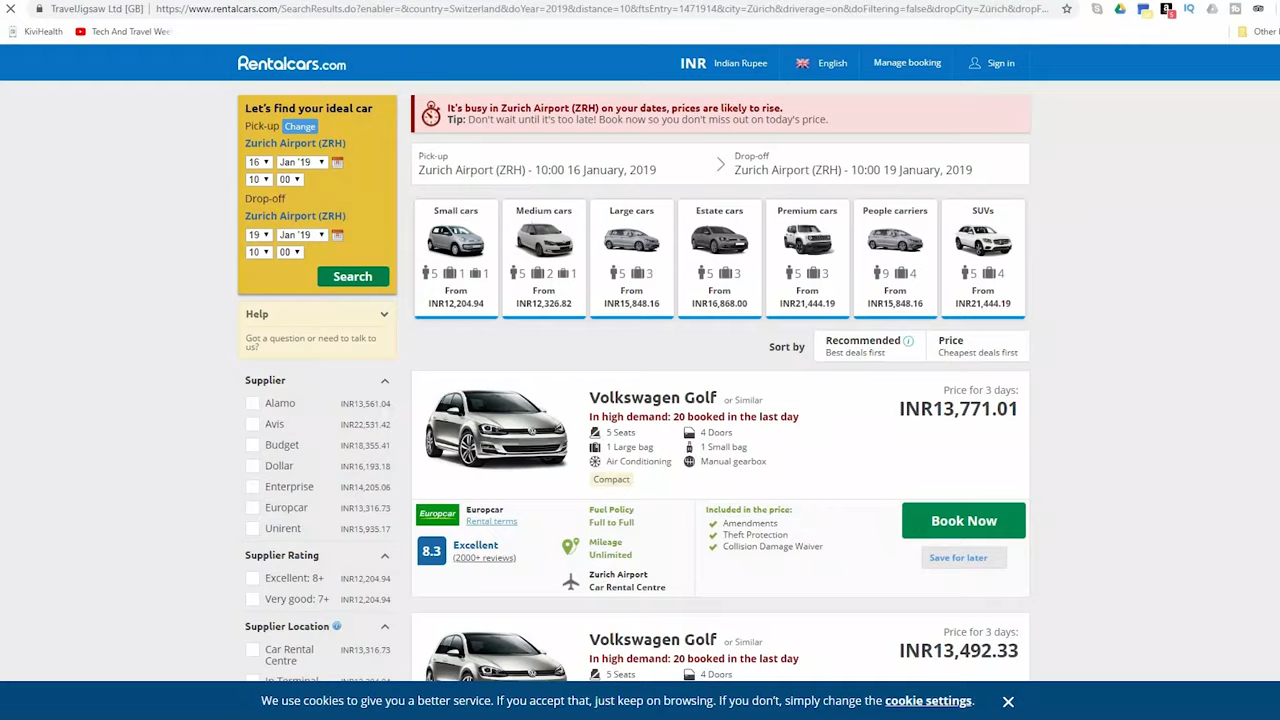 TravelJigsaw Ltd [GB]
https://www.rentalcars.com/SearchResults.do?enabler=&country=Switzerland&doYear=2019&distance=10&ftsEntry=1471914&city=Zürich&driverage=on&doFiltering=false&dropCity=Zürich&dropF...
KiviHealth
Tech And Travel Wee
Other
Rentalcars.com
INR Indian Rupee
English
Manage booking
Sign in
Let's find your ideal car
Pick-up Change
Zurich Airport (ZRH)
16 Jan '19
10 00
Drop-off
Zurich Airport (ZRH)
19 Jan '19
10 00
Search
Help
Got a question or need to talk to
us?
It's busy in Zurich Airport (ZRH) on your dates, prices are likely to rise.
Tip: Don't wait until it's too late! Book now so you don't miss out on today's price.
Pick-up
Zurich Airport (ZRH) - 10:00 16 January, 2019
Drop-off
Zurich Airport (ZRH) - 10:00 19 January, 2019
Small cars
5 1 1
From
INR12,204.94
Medium cars
5 2 1
From
INR12,326.82
Large cars
5 3
From
INR15,848.16
Estate cars
5 3
From
INR16,868.00
Premium cars
5 3
From
INR21,444.19
People carriers
9 4
From
INR15,848.16
SUVs
5 4
From
INR21,444.19
Sort by
Recommended
Best deals first
Price
Cheapest deals first
Supplier
Alamo INR13,561.04
Avis INR22,531.42
Budget INR18,355.41
Dollar INR16,193.18
Enterprise INR14,205.06
Europcar INR13,316.73
Unirent INR15,935.17
Supplier Rating
Excellent: 8+ INR12,204.94
Very good: 7+ INR12,204.94
Supplier Location
Car Rental
Centre
INR13,316.73
Volkswagen Golf or Similar
In high demand: 20 booked in the last day
5 Seats
4 Doors
1 Large bag
1 Small bag
Air Conditioning
Manual gearbox
Compact
Price for 3 days:
INR13,771.01
Europcar
Europcar
Rental terms
8.3
Excellent
(2000+ reviews)
Fuel Policy
Full to Full
Mileage
Unlimited
Zurich Airport
Car Rental Centre
Included in the price:
Amendments
Theft Protection
Collision Damage Waiver
Book Now
Save for later
Volkswagen Golf or Similar
In high demand: 20 booked in the last day
5 Seats
4 Doors
Price for 3 days:
INR13,492.33
We use cookies to give you a better service. If you accept that, just keep on browsing. If you don't, simply change the cookie settings.